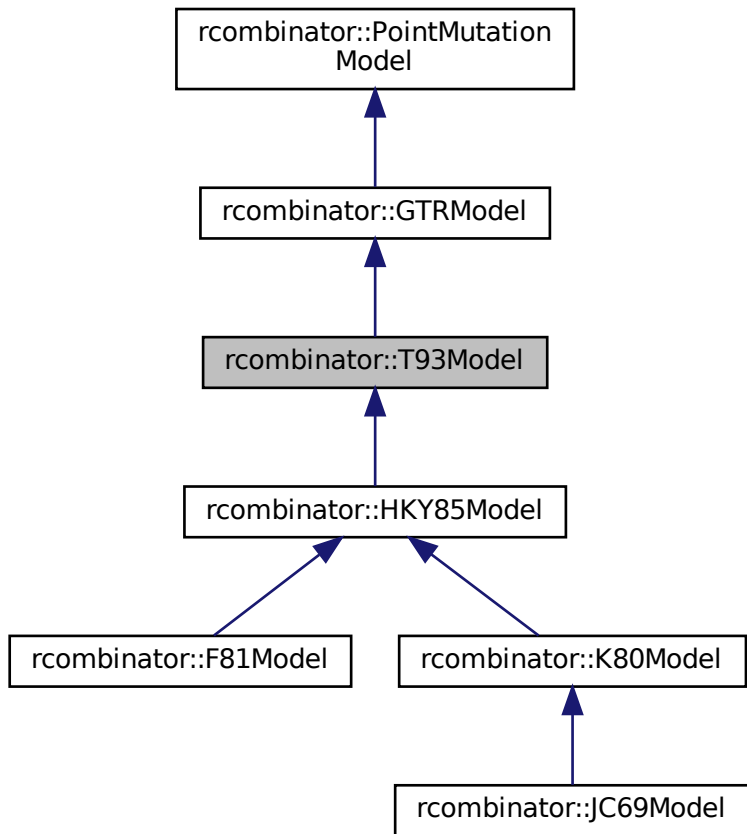 rcombinator::PointMutation
Model
rcombinator::GTRModel
rcombinator::T93Model
rcombinator::HKY85Model
rcombinator::F81Model
rcombinator::K80Model
rcombinator::JC69Model